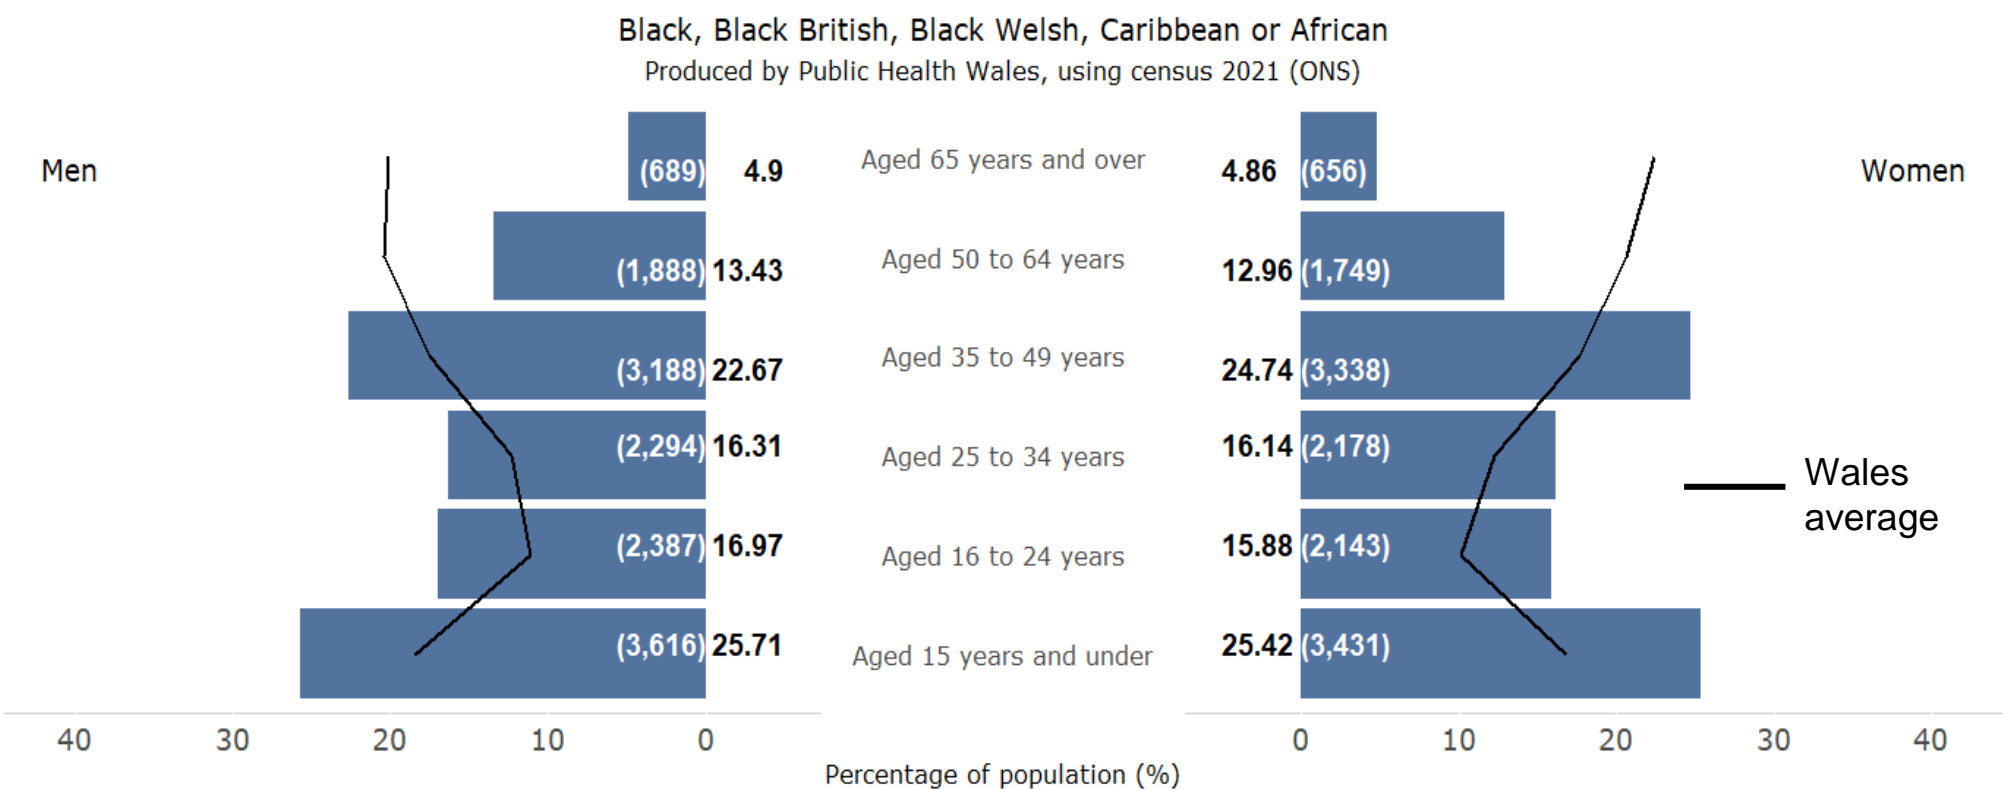 Black, Black British, Black Welsh, Caribbean or African
Produced by Public Health Wales, using census 2021 (ONS)
Men
Women
(689) 4.9 Aged 65 years and over 4.86 (656)
(1,888) 13.43 Aged 50 to 64 years 12.96 (1,749)
(3,188) 22.67 Aged 35 to 49 years 24.74 (3,338)
(2,294) 16.31 Aged 25 to 34 years 16.14 (2,178)
(2,387) 16.97 Aged 16 to 24 years 15.88 (2,143)
(3,616) 25.71 Aged 15 years and under 25.42 (3,431)
Wales
average
40 30 20 10 0 0 10 20 30 40
Percentage of population (%)